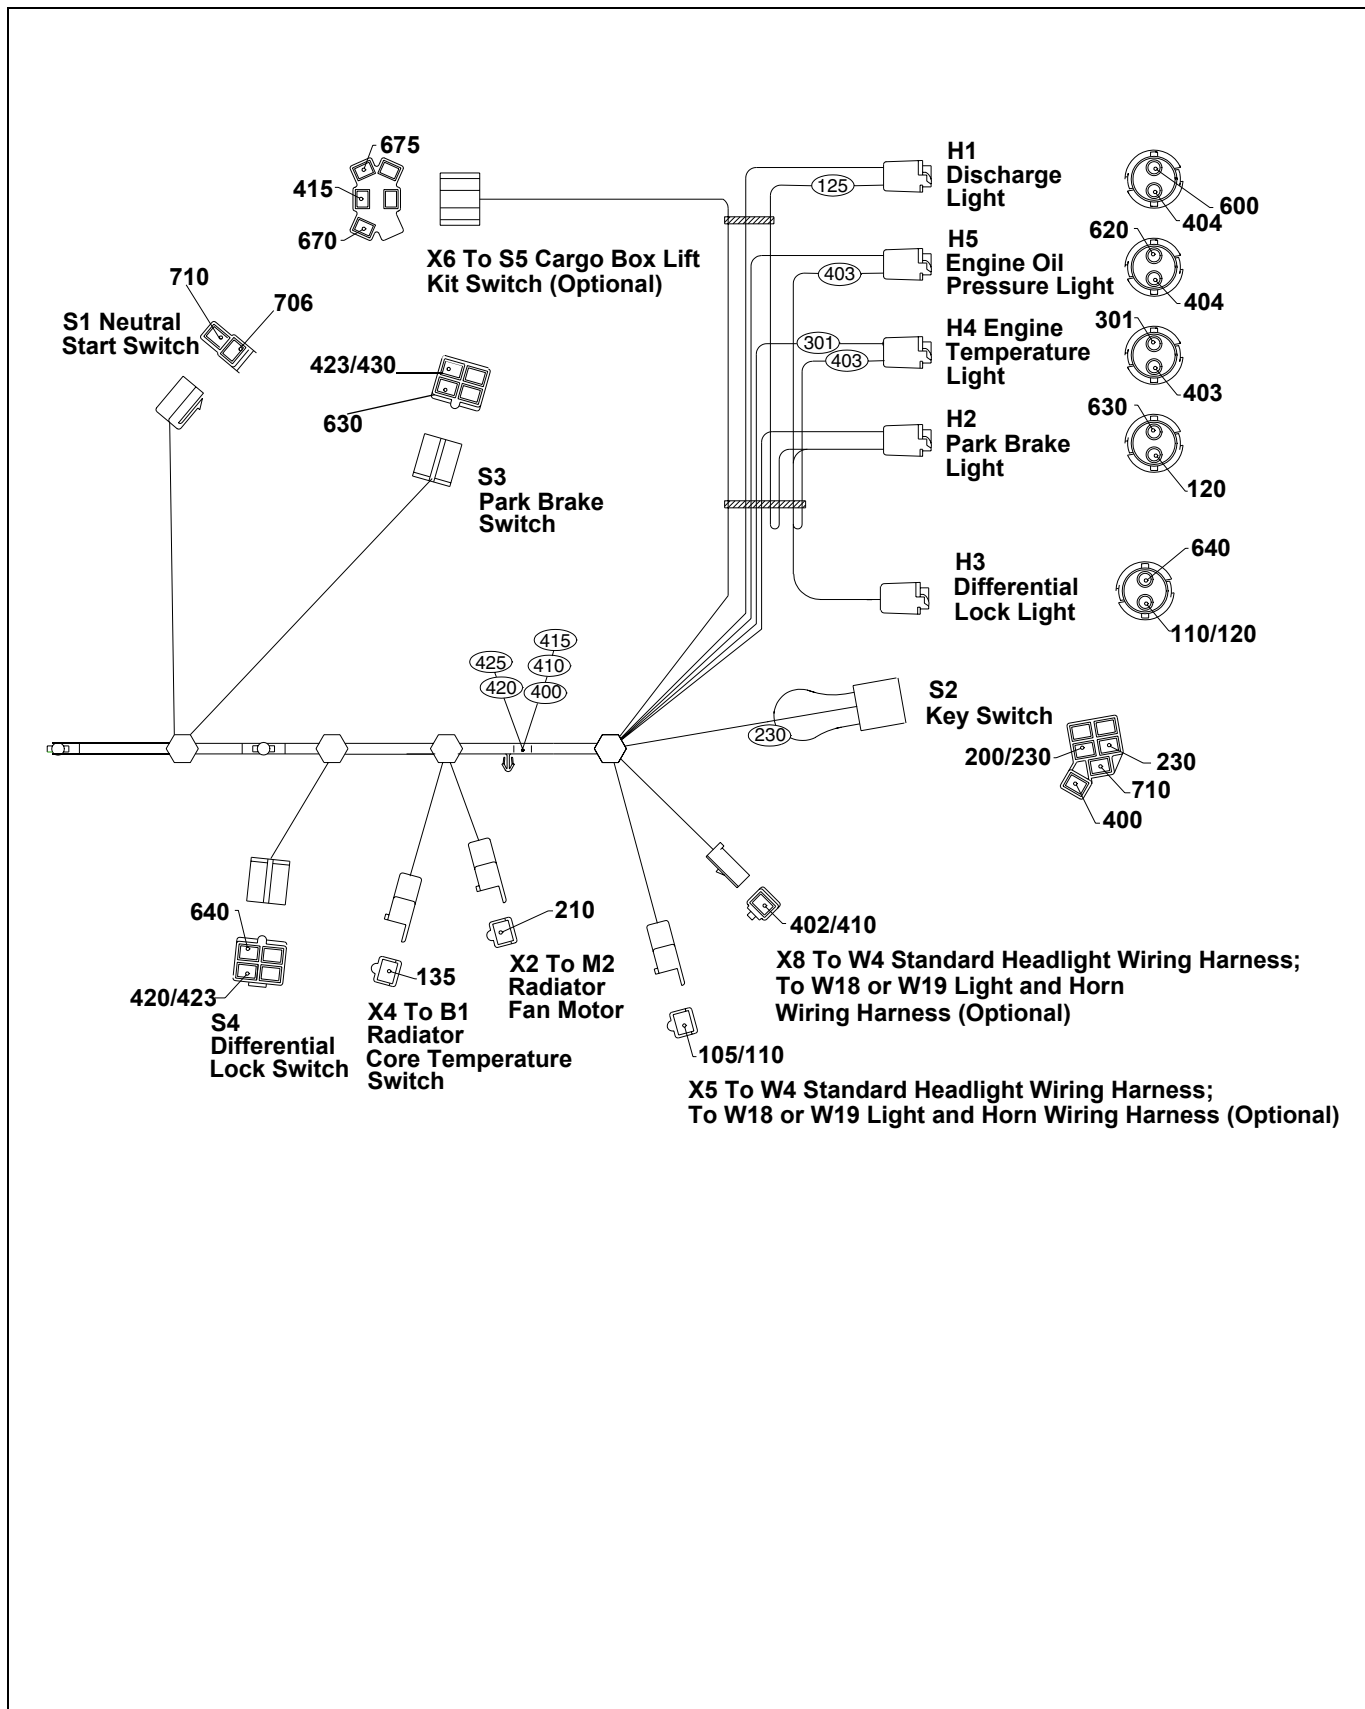 675
415
670
X6 To S5 Cargo Box Lift
Kit Switch (Optional)
710
706
S1 Neutral
Start Switch
423/430
630
S3
Park Brake
Switch
H1
Discharge
Light
125
600
404
H5
Engine Oil
Pressure Light
403
620
404
H4 Engine
Temperature
Light
301
403
301
403
H2
Park Brake
Light
630
120
H3
Differential
Lock Light
640
110/120
415
425
410
420
400
S2
Key Switch
230
200/230
230
710
400
640
420/423
S4
Differential
Lock Switch
135
X4 To B1
Radiator
Core Temperature
Switch
210
X2 To M2
Radiator
Fan Motor
402/410
X8 To W4 Standard Headlight Wiring Harness;
To W18 or W19 Light and Horn
Wiring Harness (Optional)
105/110
X5 To W4 Standard Headlight Wiring Harness;
To W18 or W19 Light and Horn Wiring Harness (Optional)